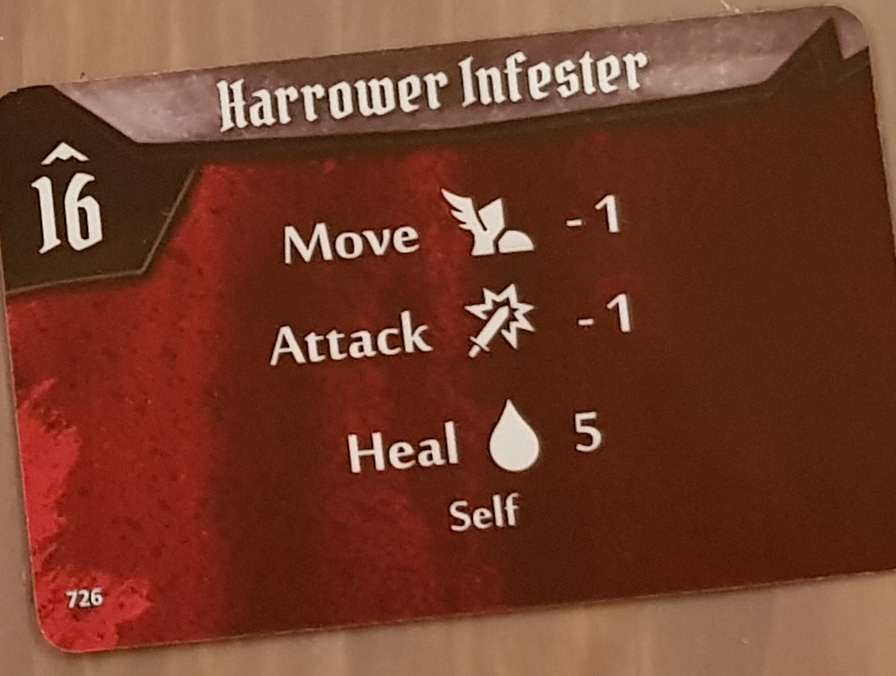 Harrower Infester
16
Move - 1
Attack - 1
Heal 5
Self
726